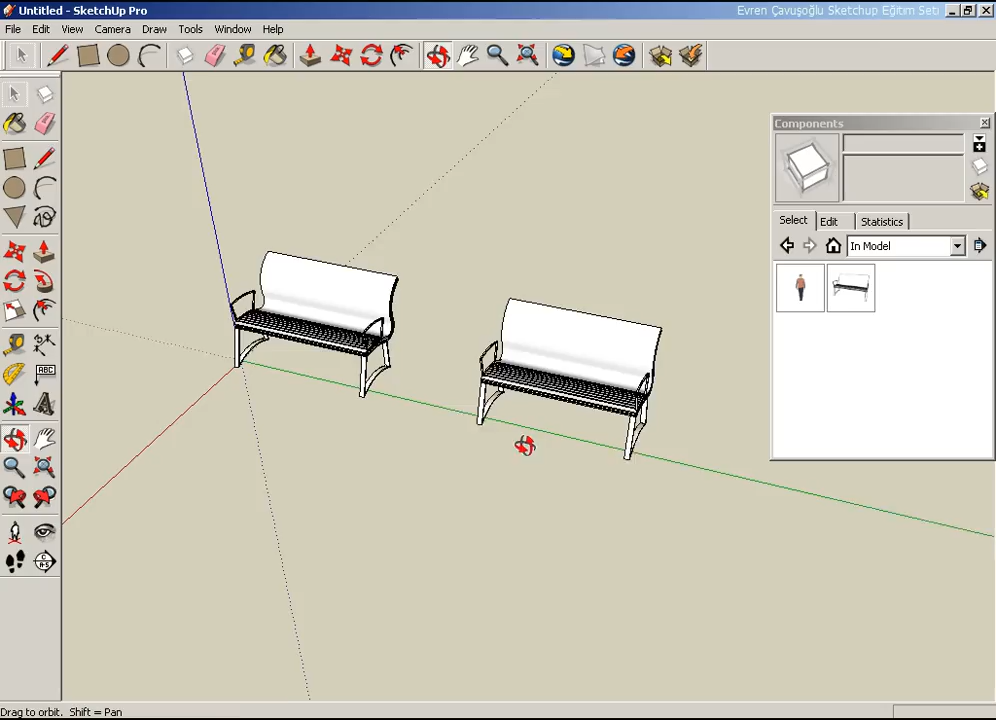 Untitled - SketchUp Pro
Evren Çavuşoğlu Sketchup Eğitim Seti
File Edit View Camera Draw Tools Window Help
Components
Select Edit Statistics
In Model
ABC
Drag to orbit. Shift = Pan